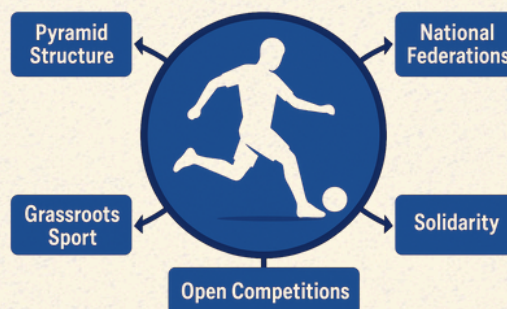 Pyramid
Structure
National
Federations
Grassroots
Sport
Solidarity
Open Competitions